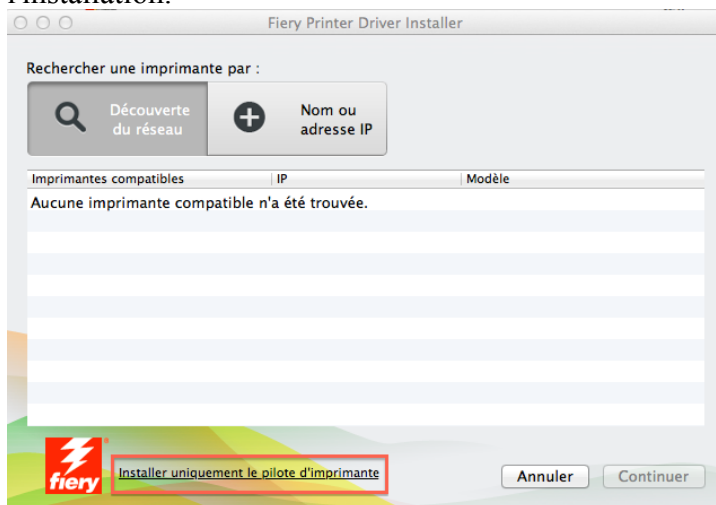 l'installation.
Fiery Printer Driver Installer
Rechercher une imprimante par :
Découverte
du réseau
Nom ou
adresse IP
Imprimantes compatibles IP Modèle
Aucune imprimante compatible n'a été trouvée.
fiery
Installer uniquement le pilote d'imprimante
Annuler Continuer